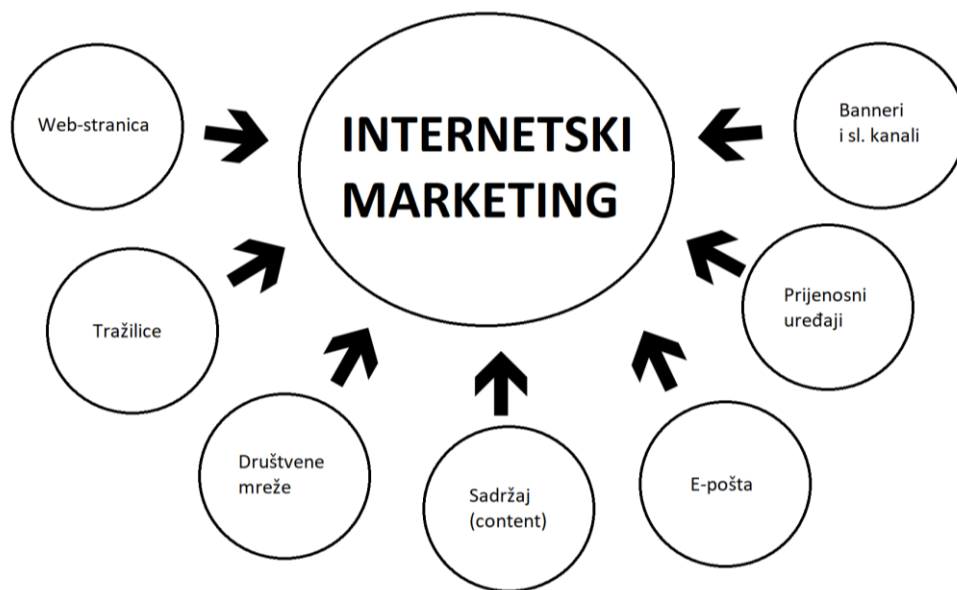 INTERNETSKI
MARKETING
Web-stranica
Tražilice
Društvene
mreže
Sadržaj
(content)
E-pošta
Prijenosni
uređaji
Banneri
i sl. kanali